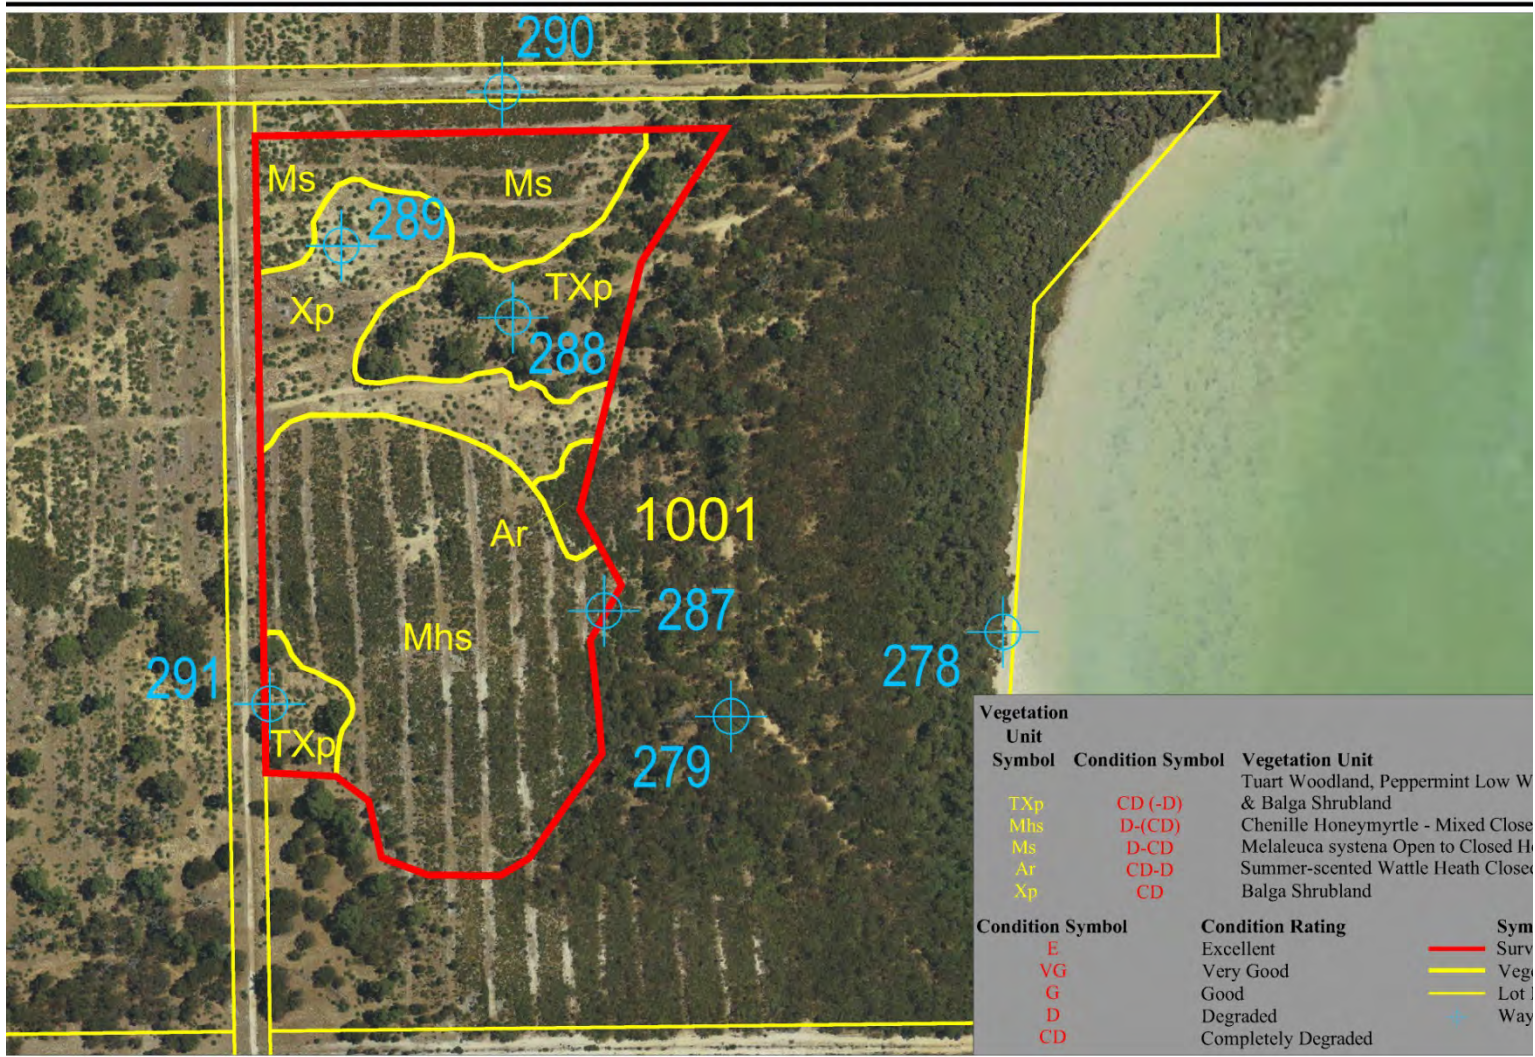 290
Ms
Ms
289
TXp
Xp
288
1001
Ar
287
Mhs
278
291
TXp
279
Vegetation
Unit
Symbol Condition Symbol Vegetation Unit
Tuart Woodland, Peppermint Low W
TXp CD (-D) & Balga Shrubland
Mhs D-(CD) Chenille Honeymyrtle - Mixed Close
Ms D-CD Melaleuca systena Open to Closed H
Ar CD-D Summer-scented Wattle Heath Closed
Xp CD Balga Shrubland
Condition Symbol Condition Rating Sym
E Excellent Surv
VG Very Good Vege
G Good Lot
D Degraded Way
CD Completely Degraded